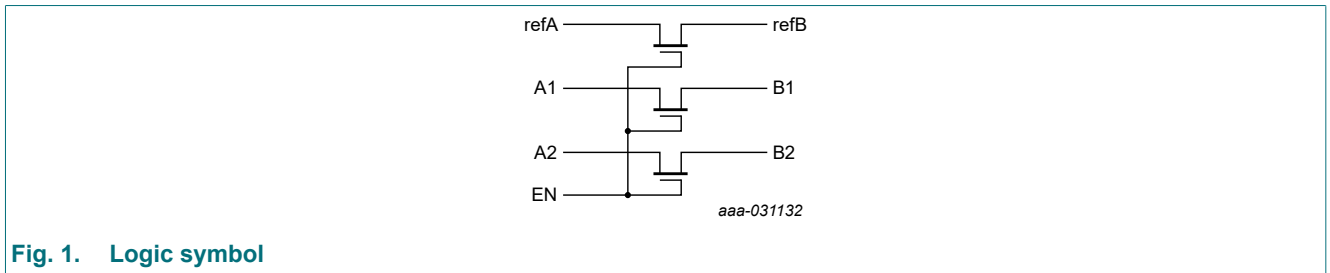 refA refB
A1 B1
A2 B2
EN
aaa-031132
Fig. 1. Logic symbol